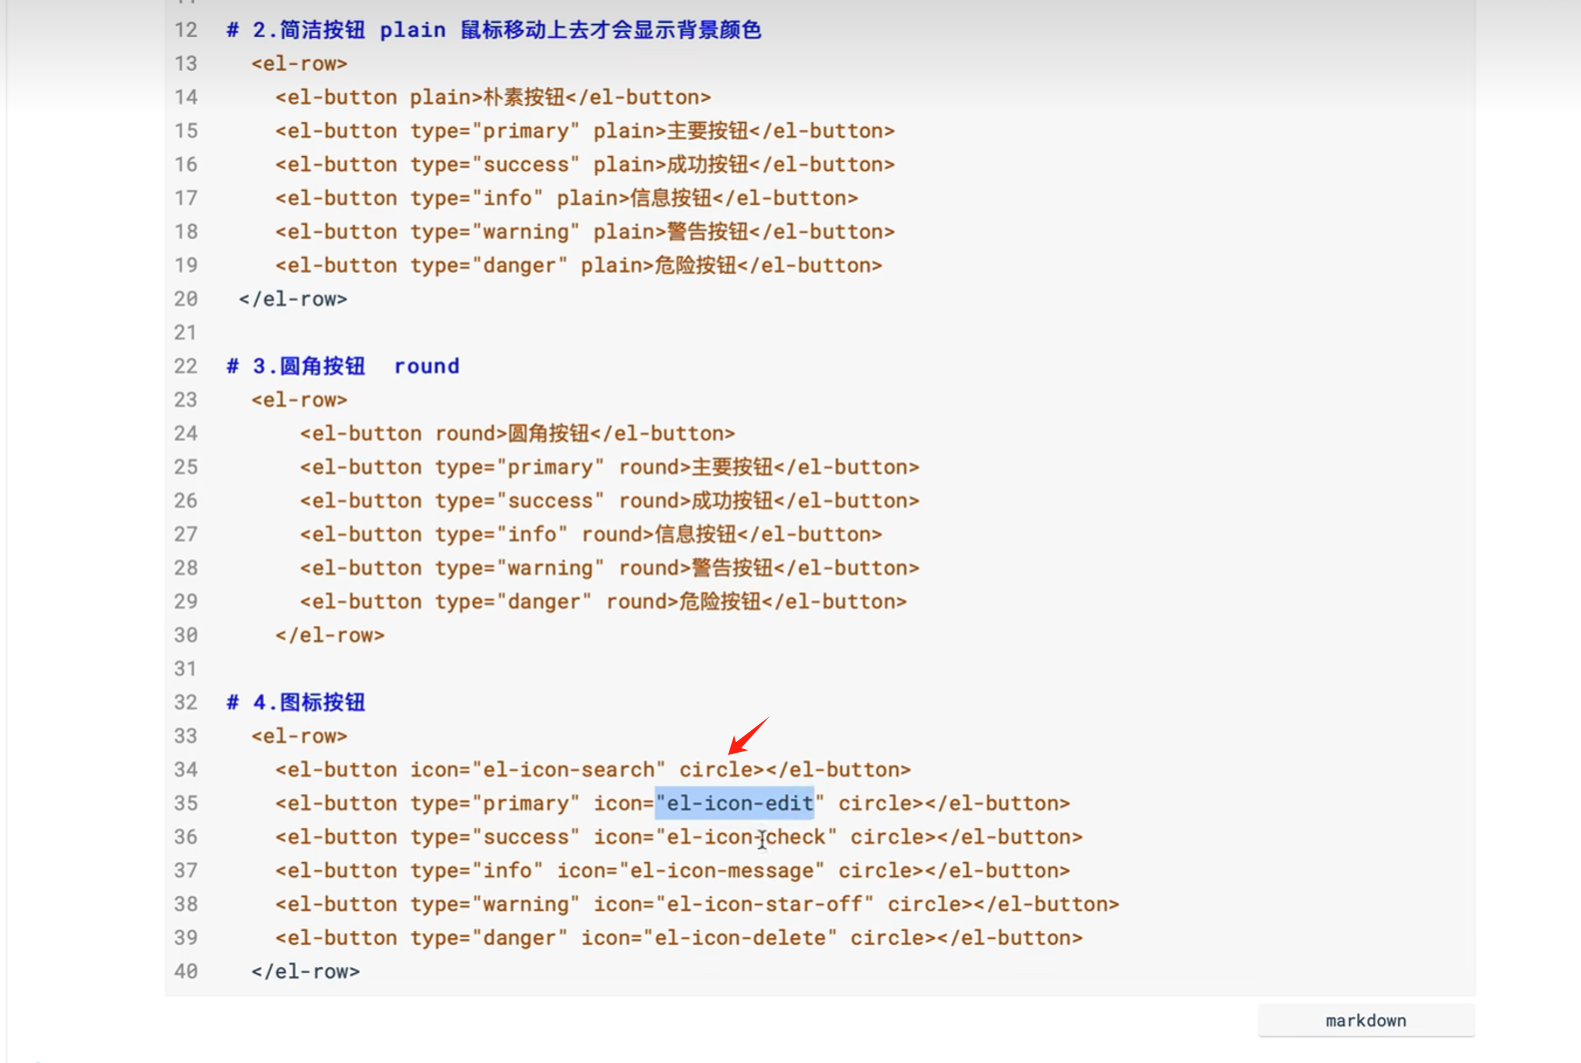 12 # 2.简洁按钮 plain 鼠标移动上去才会显示背景颜色
13 <el-row>
14 <el-button plain>朴素按钮</el-button>
15 <el-button type="primary" plain>主要按钮</el-button>
16 <el-button type="success" plain>成功按钮</el-button>
17 <el-button type="info" plain>信息按钮</el-button>
18 <el-button type="warning" plain>警告按钮</el-button>
19 <el-button type="danger" plain>危险按钮</el-button>
20 </el-row>
21
22 # 3.圆角按钮 round
23 <el-row>
24 <el-button round>圆角按钮</el-button>
25 <el-button type="primary" round>主要按钮</el-button>
26 <el-button type="success" round>成功按钮</el-button>
27 <el-button type="info" round>信息按钮</el-button>
28 <el-button type="warning" round>警告按钮</el-button>
29 <el-button type="danger" round>危险按钮</el-button>
30 </el-row>
31
32 # 4.图标按钮
33 <el-row>
34 <el-button icon="el-icon-search" circle></el-button>
35 <el-button type="primary" icon="el-icon-edit" circle></el-button>
36 <el-button type="success" icon="el-icon-check" circle></el-button>
37 <el-button type="info" icon="el-icon-message" circle></el-button>
38 <el-button type="warning" icon="el-icon-star-off" circle></el-button>
39 <el-button type="danger" icon="el-icon-delete" circle></el-button>
40 </el-row>
markdown